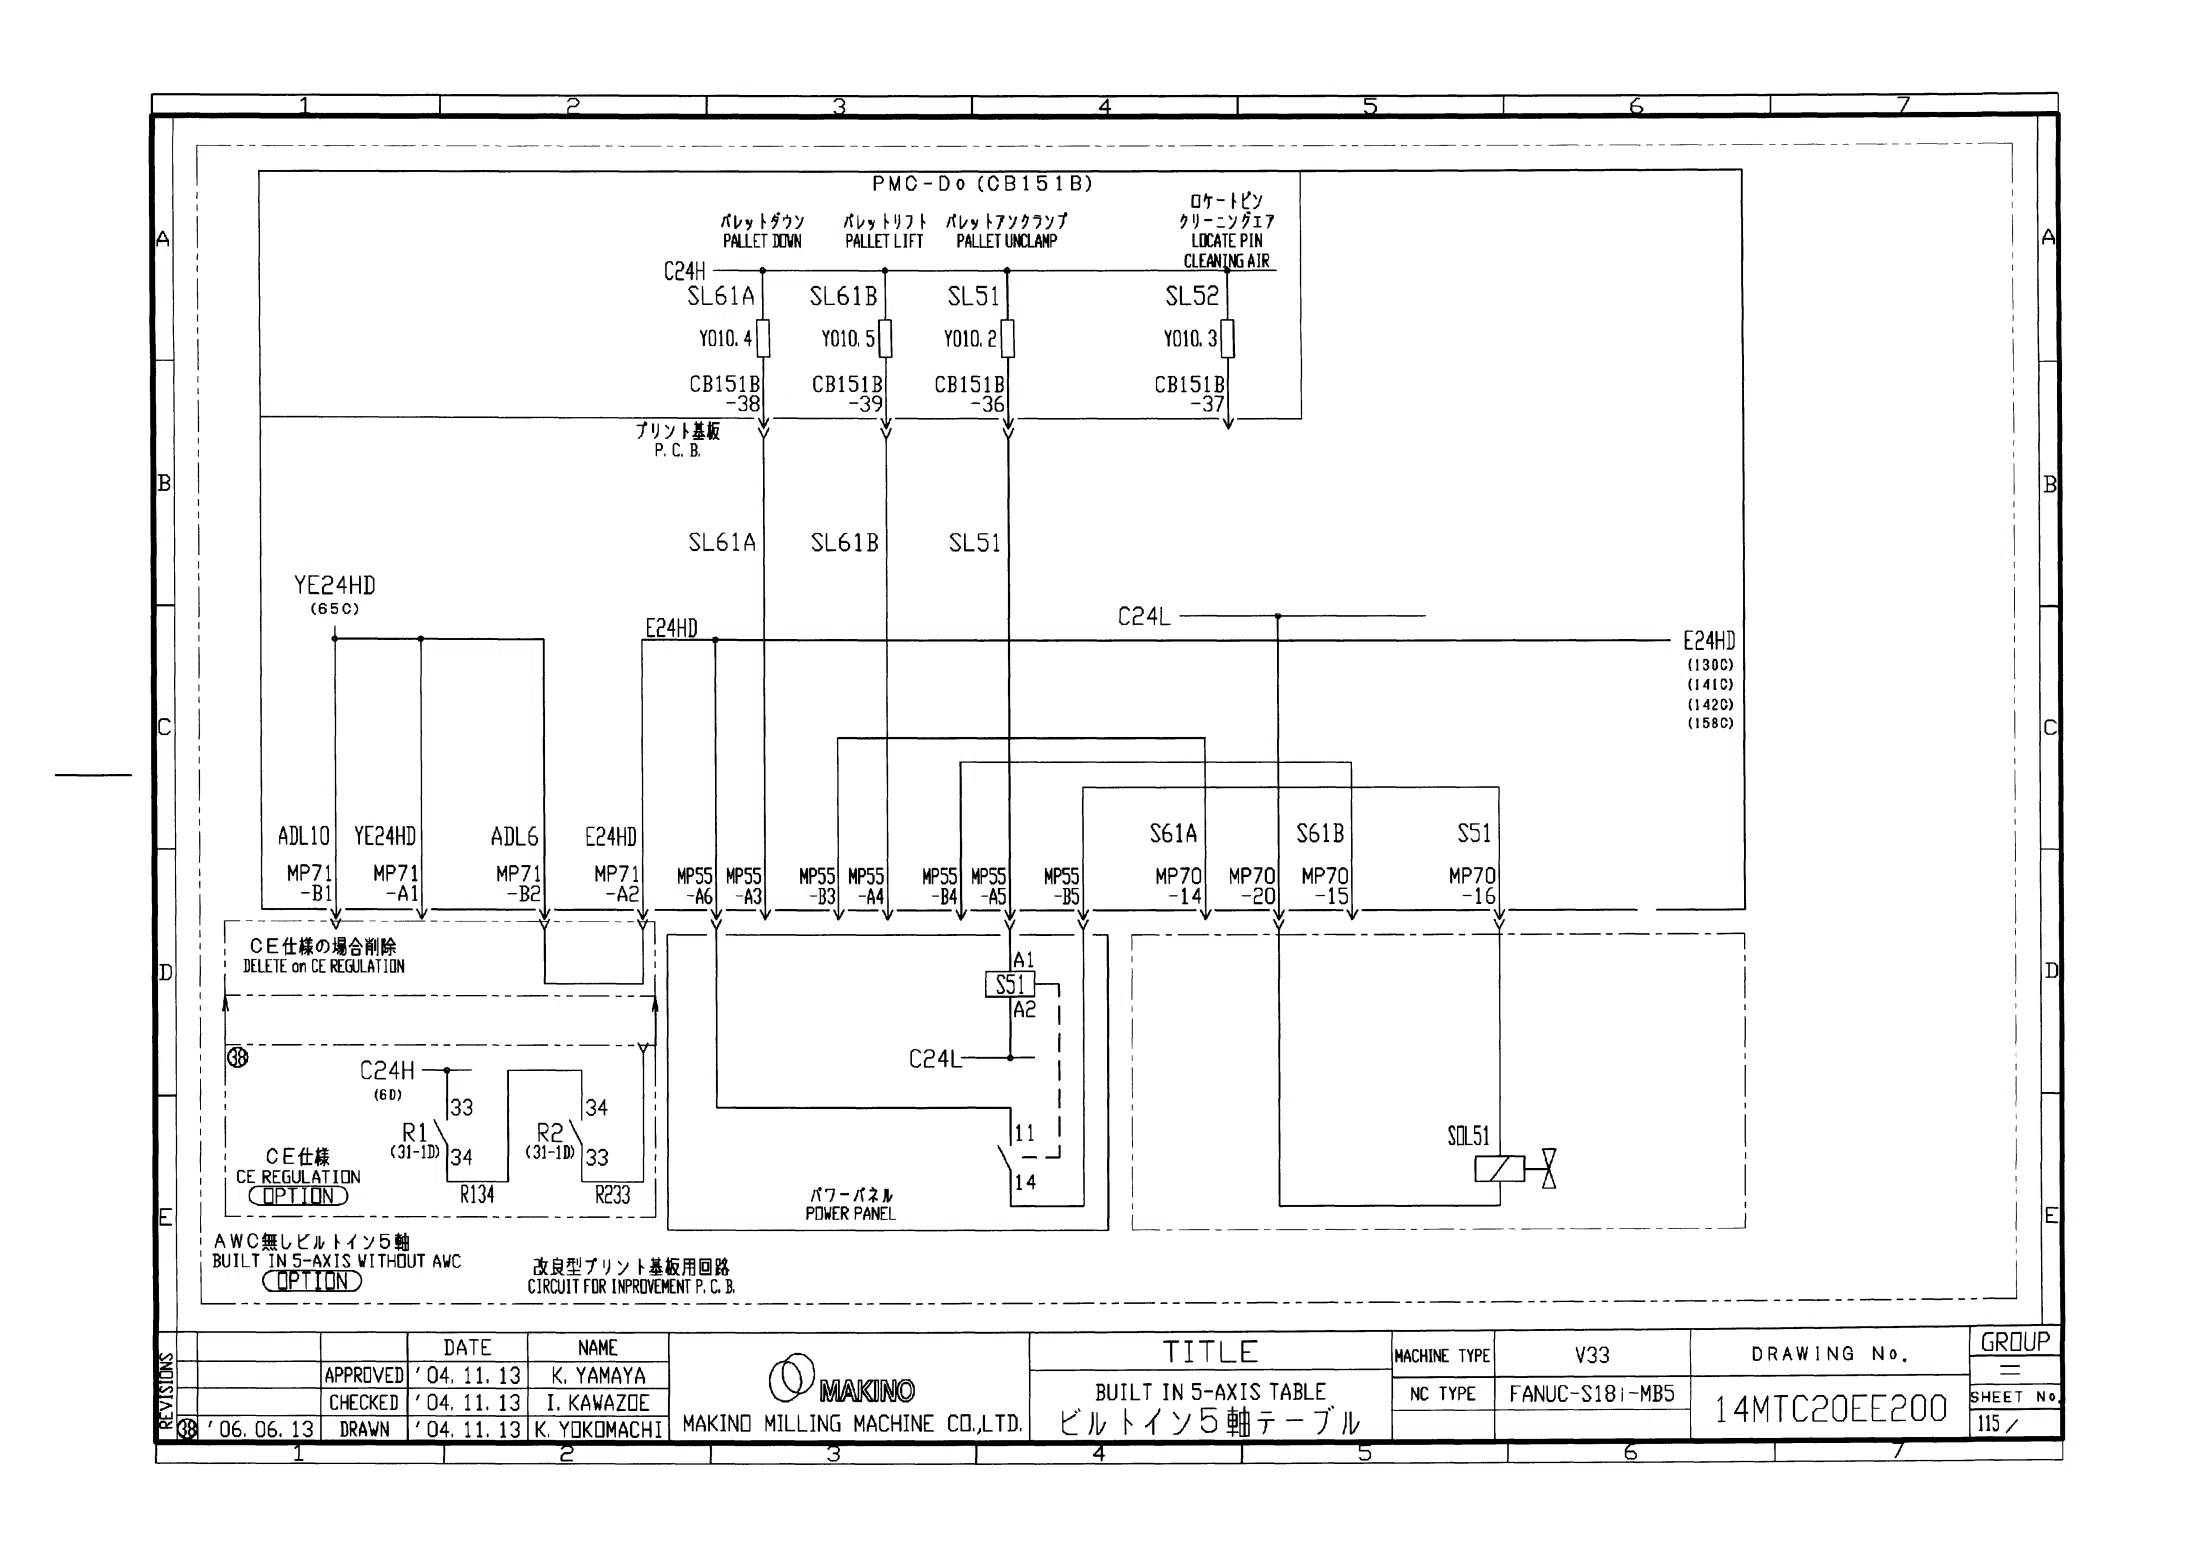 1 2 3 4 5 6 7
A A
B B
C C
D D
E E
PMC-Do (CB151B)
パレットダウン
PALLET DOWN
パレットリフト
PALLET LIFT
パレットアンクランプ
PALLET UNCLAMP
ロケートピン
クリーニングエア
LOCATE PIN
CLEANING AIR
C24H
SL61A SL61B SL51 SL52
Y010.4 Y010.5 Y010.2 Y010.3
CB151B CB151B CB151B CB151B
-38 -39 -36 -37
プリント基板
P. C. B.
SL61A SL61B SL51
YE24HD
(65C)
C24L
E24HD
E24HD
(130C)
(141C)
(142C)
(158C)
ADL10 YE24HD ADL6 E24HD S61A S61B S51
MP71 MP71 MP71 MP71 MP55 MP55 MP55 MP55 MP55 MP55 MP55 MP70 MP70 MP70 MP70
-B1 -A1 -B2 -A2 -A6 -A3 -B3 -A4 -B4 -A5 -B5 -14 -20 -15 -16
CE仕様の場合削除
DELETE on CE REGULATION
A1
S51
A2
C24L
38
C24H
(6D)
33 34
R1 R2
(31-1D) (31-1D)
34 33
R134 R233
CE仕様
CE REGULATION
OPTION
11
14
パワーパネル
POWER PANEL
SOL51
AWC無しビルトイン5軸
BUILT IN 5-AXIS WITHOUT AWC
OPTION
改良型プリント基板用回路
CIRCUIT FOR INPROVEMENT P. C. B.
REVISIONS
DATE NAME
APPROVED '04. 11. 13 K. YAMAYA
CHECKED '04. 11. 13 I. KAWAZOE
38 '06. 06. 13 DRAWN '04. 11. 13 K. YOKOMACHI
MAKINO
MAKINO MILLING MACHINE CO.,LTD.
TITLE
BUILT IN 5-AXIS TABLE
ビルトイン5軸テーブル
MACHINE TYPE V33
NC TYPE FANUC-S18i-MB5
DRAWING No.
14MTC20EE200
GROUP
=
SHEET No.
115 /
1 2 3 4 5 6 7